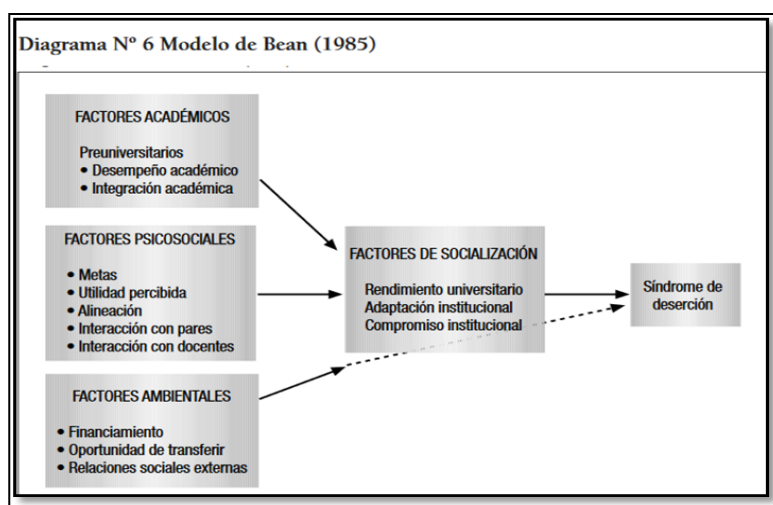 Diagrama Nº 6 Modelo de Bean (1985)
FACTORES ACADÉMICOS
Preuniversitarios
• Desempeño académico
• Integración académica
FACTORES PSICOSOCIALES
• Metas
• Utilidad percibida
• Alineación
• Interacción con pares
• Interacción con docentes
FACTORES AMBIENTALES
• Financiamiento
• Oportunidad de transferir
• Relaciones sociales externas
FACTORES DE SOCIALIZACIÓN
Rendimiento universitario
Adaptación institucional
Compromiso institucional
Síndrome de
deserción